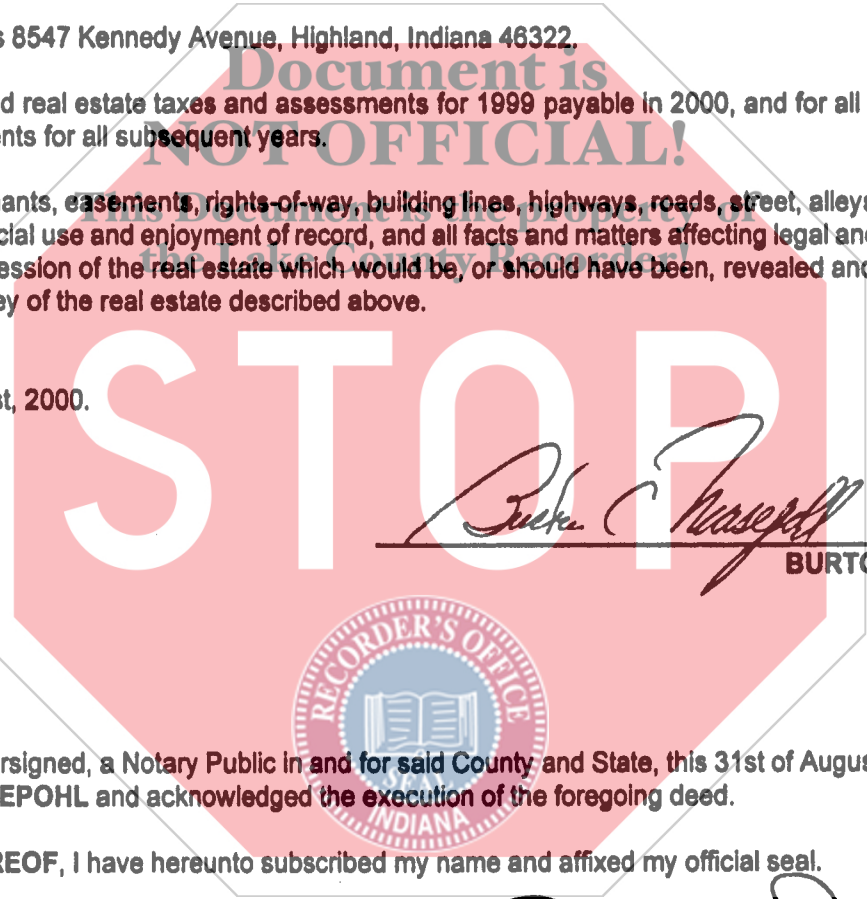 s 8547 Kennedy Avenue, Highland, Indiana 46322.
Document is
d real estate taxes and assessments for 1999 payable in 2000, and for all
nts for all subsequent years.
NOT OFFICIAL!
ants, easements, rights-of-way, building lines, highways, roads, street, alleys
This Document is the property of
cial use and enjoyment of record, and all facts and matters affecting legal and
the Lake County Recorder!
ession of the real estate which would be, or should have been, revealed and
ey of the real estate described above.
STOP
st, 2000.
BURTO
RECORDER'S OFFICE
rsigned, a Notary Public in and for said County and State, this 31st of Augus
SEAL
EPOHL and acknowledged the execution of the foregoing deed.
INDIANA
REOF, I have hereunto subscribed my name and affixed my official seal.